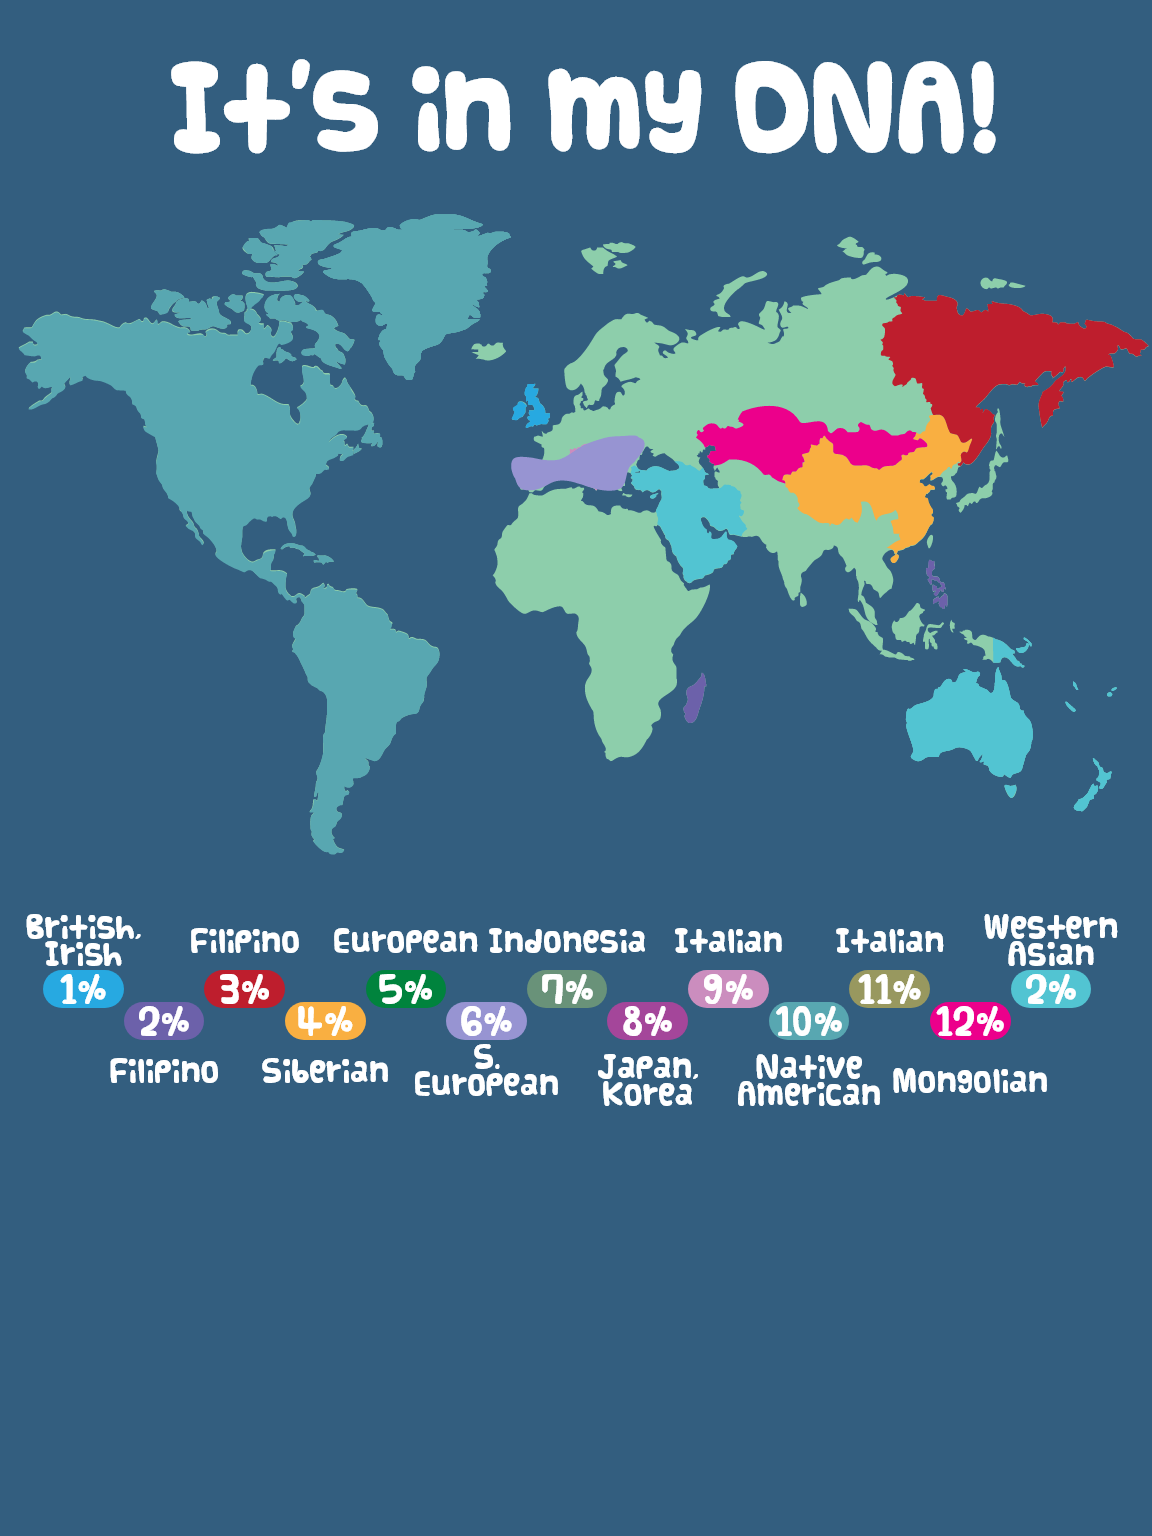 It's in my DNA!
British,
Irish
Filipino
European
Indonesia
Italian
Italian
Western
Asian
1%
3%
5%
7%
9%
11%
2%
2%
4%
6%
8%
10%
12%
Filipino
Siberian
S.
European
Japan,
Korea
Native
American
Mongolian